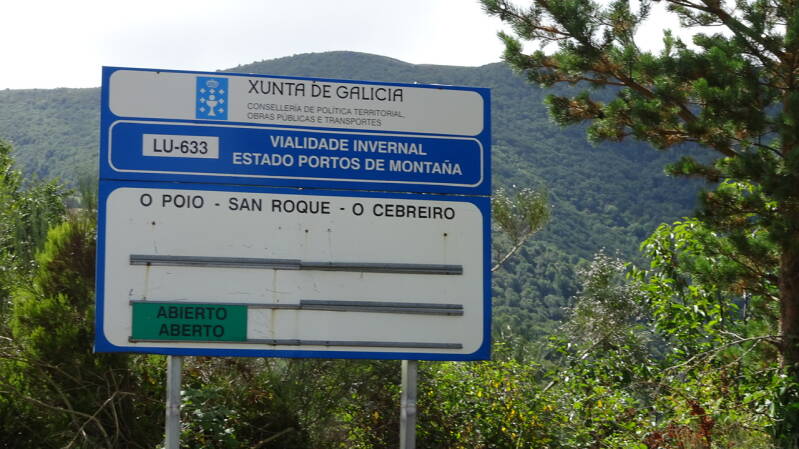 XUNTA DE GALICIA
CONSELLERÍA DE POLÍTICA TERRITORIAL,
OBRAS PÚBLICAS E TRANSPORTES
LU-633
VIALIDADE INVERNAL
ESTADO PORTOS DE MONTAÑA
O POIO - SAN ROQUE - O CEBREIRO
ABIERTO
ABERTO